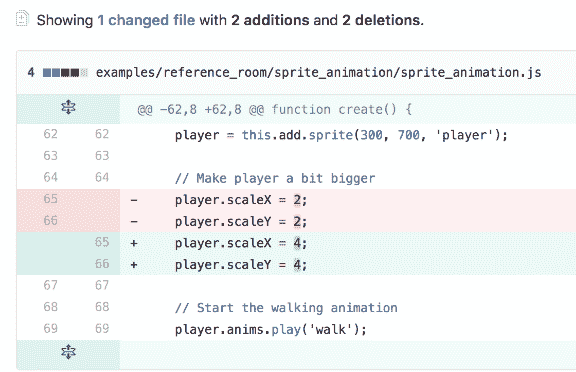 Showing 1 changed file with 2 additions and 2 deletions.
4 examples/reference_room/sprite_animation/sprite_animation.js
@@ -62,8 +62,8 @@ function create() {
62 62 player = this.add.sprite(300, 700, 'player');
63 63
64 64 // Make player a bit bigger
65 - player.scaleX = 2;
66 - player.scaleY = 2;
65 + player.scaleX = 4;
66 + player.scaleY = 4;
67 67
68 68 // Start the walking animation
69 69 player.anims.play('walk');